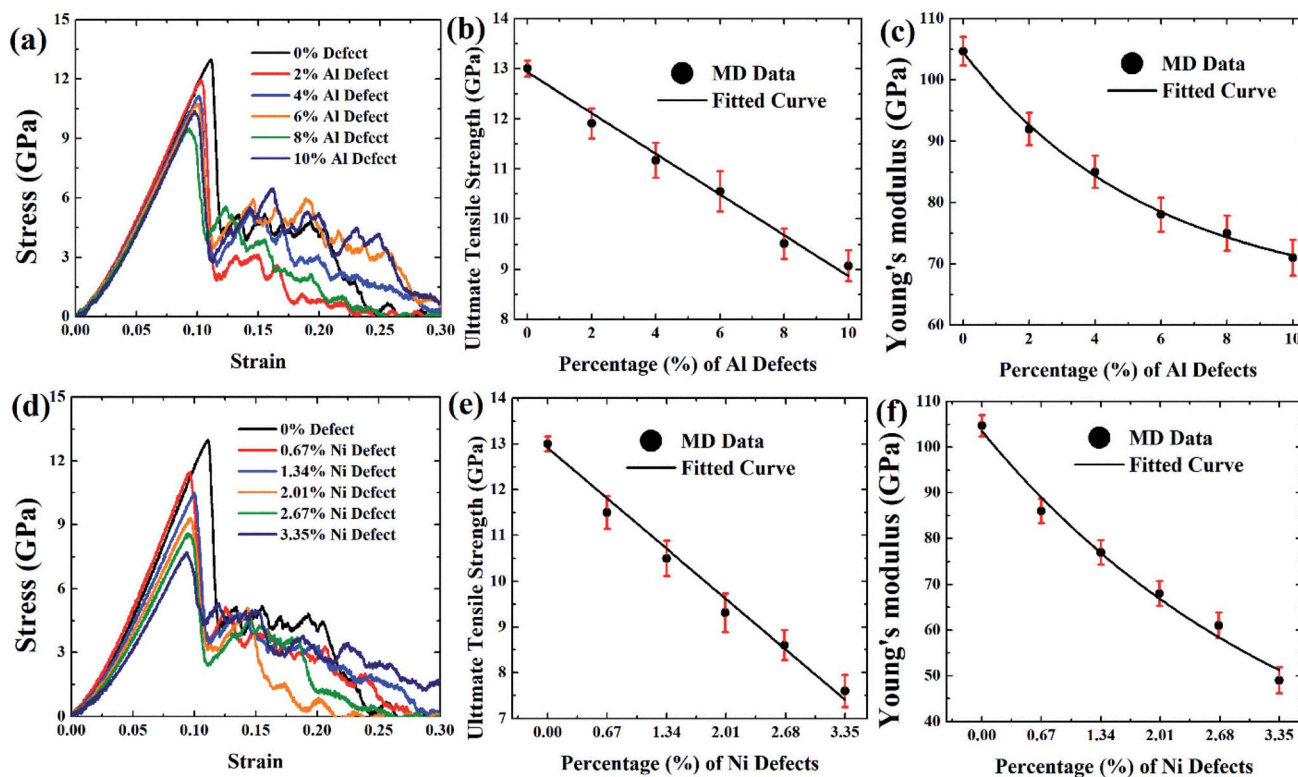 (a)
15
12
9
6
3
0
Stress (GPa)
0% Defect
2% Al Defect
4% Al Defect
6% Al Defect
8% Al Defect
10% Al Defect
0.00 0.05 0.10 0.15 0.20 0.25 0.30
Strain
(b)
14
13
12
11
10
9
8
Ulttmate Tensile Strength (GPa)
MD Data
Fitted Curve
0 2 4 6 8 10
Percentage (%) of Al Defects
(c)
110
100
90
80
70
60
Young's modulus (GPa)
MD Data
Fitted Curve
0 2 4 6 8 10
Percentage (%) of Al Defects
(d)
15
12
9
6
3
0
Stress (GPa)
0% Defect
0.67% Ni Defect
1.34% Ni Defect
2.01% Ni Defect
2.67% Ni Defect
3.35% Ni Defect
0.00 0.05 0.10 0.15 0.20 0.25 0.30
Strain
(e)
14
13
12
11
10
9
8
7
Ulttmate Tensile Strength (GPa)
MD Data
Fitted Curve
0.00 0.67 1.34 2.01 2.68 3.35
Percentage (%) of Ni Defects
(f)
110
100
90
80
70
60
50
40
Young's modulus (GPa)
MD Data
Fitted Curve
0.00 0.67 1.34 2.01 2.68 3.35
Percentage (%) of Ni Defects